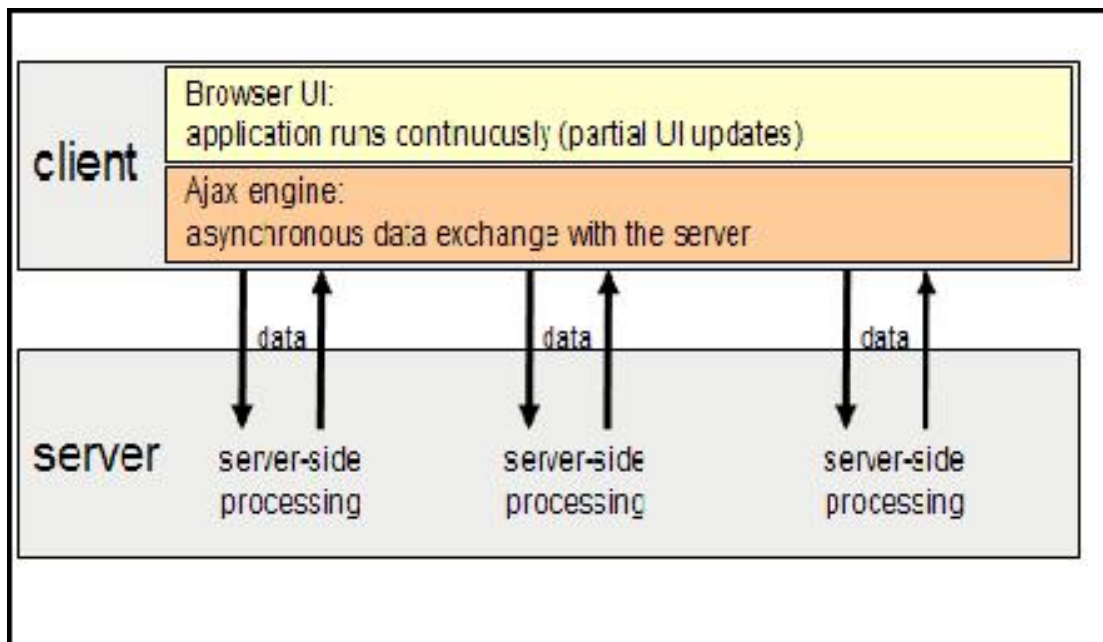 Browser UI:
application runs continucusly (partial UI updates)
client
Ajax engine:
asynchronous data exchange with the server
data data data
server
server-side server-side server-side
processing processing processing